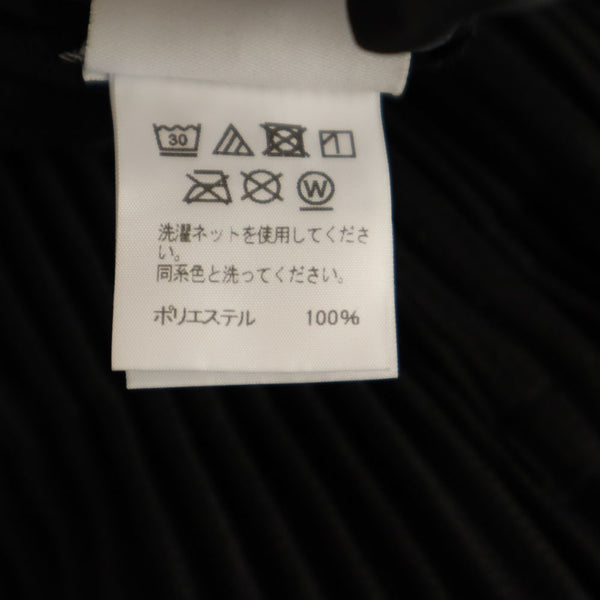 30
W
洗濯ネットを使用してくださ
い。
同系色と洗ってください。
ポリエステル 100%